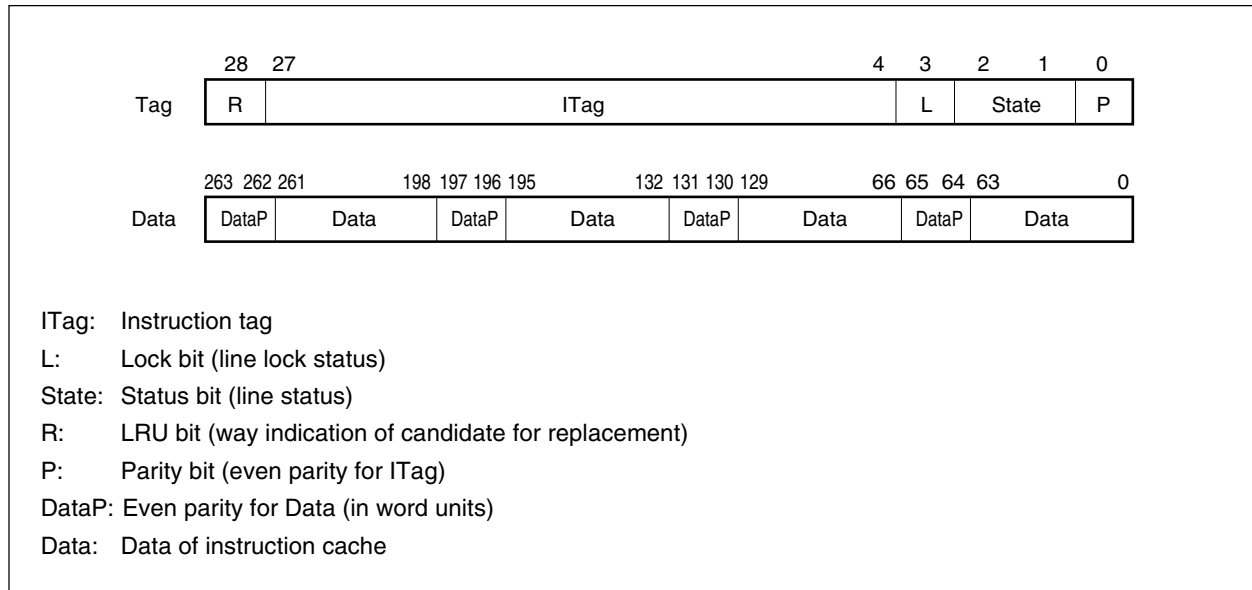 28 27 4 3 2 1 0
Tag R ITag L State P
263 262 261 198 197 196 195 132 131 130 129 66 65 64 63 0
Data DataP Data DataP Data DataP Data DataP Data
ITag: Instruction tag
L: Lock bit (line lock status)
State: Status bit (line status)
R: LRU bit (way indication of candidate for replacement)
P: Parity bit (even parity for ITag)
DataP: Even parity for Data (in word units)
Data: Data of instruction cache